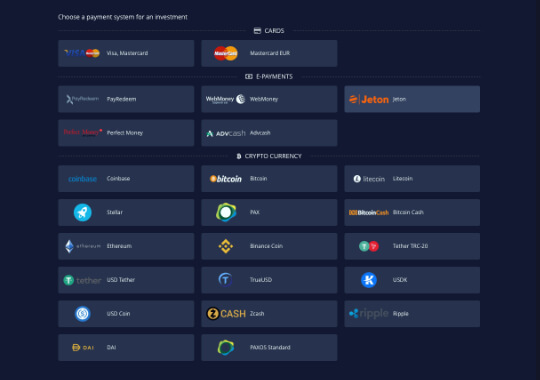 Choose a payment system for an investment
CARDS
VISA MasterCard Visa, Mastercard
MasterCard Mastercard EUR
E-PAYMENTS
PayRedeem PayRedeem
WebMoney WebMoney
Jeton Jeton
Perfect Money Perfect Money
ADVcash Advcash
CRYPTO CURRENCY
coinbase Coinbase
bitcoin Bitcoin
litecoin Litecoin
Stellar
PAX
BitcoinCash Bitcoin Cash
ethereum Ethereum
Binance Coin
Tether TRC-20
tether USD Tether
TrueUSD
USDK
USD Coin
ZCASH Zcash
ripple Ripple
DAI DAI
PAXOS Standard